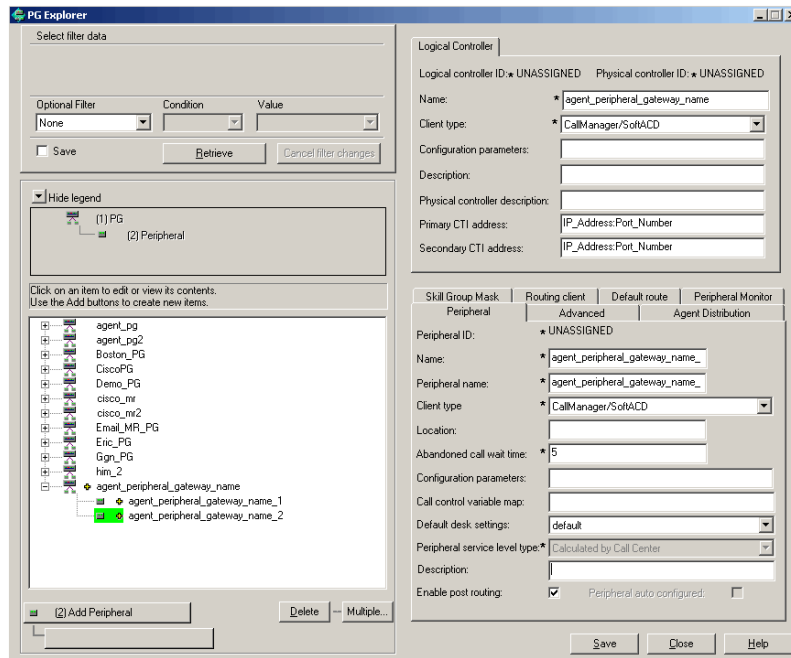 PG Explorer
Select filter data
Optional Filter Condition Value
None
Save Retrieve Cancel filter changes
Hide legend
(1) PG
(2) Peripheral
Click on an item to edit or view its contents.
Use the Add buttons to create new items.
agent_pg
agent_pg2
Boston_PG
CiscoPG
Demo_PG
cisco_mr
cisco_mr2
Email_MR_PG
Eric_PG
Ggn_PG
him_2
agent_peripheral_gateway_name
agent_peripheral_gateway_name_1
agent_peripheral_gateway_name_2
(2) Add Peripheral Delete Multiple...
Logical Controller
Logical controller ID:* UNASSIGNED Physical controller ID: * UNASSIGNED
Name: * agent_peripheral_gateway_name
Client type: * CallManager/SoftACD
Configuration parameters:
Description:
Physical controller description:
Primary CTI address: IP_Address:Port_Number
Secondary CTI address: IP_Address:Port_Number
Skill Group Mask Routing client Default route Peripheral Monitor
Peripheral Advanced Agent Distribution
Peripheral ID: * UNASSIGNED
Name: * agent_peripheral_gateway_name_
Peripheral name: * agent_peripheral_gateway_name_
Client type * CallManager/SoftACD
Location:
Abandoned call wait time: * 5
Configuration parameters:
Call control variable map:
Default desk settings: default
Peripheral service level type:* Calculated by Call Center
Description:
Enable post routing: Peripheral auto configured:
Save Close Help